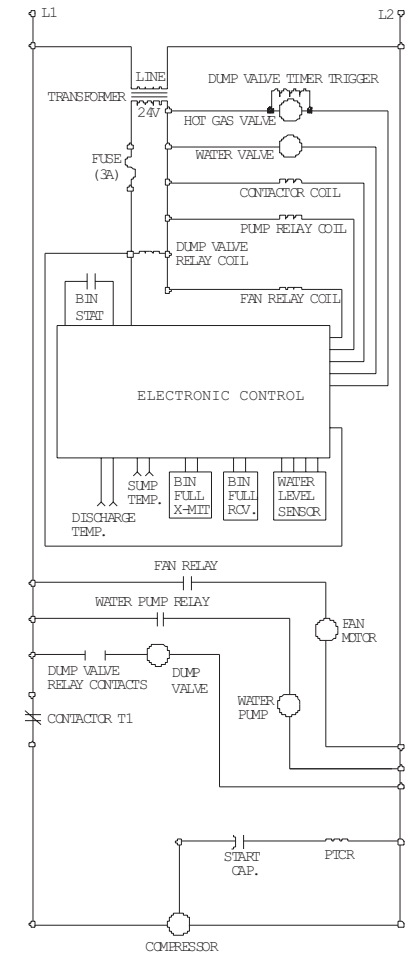 L1
L2
LINE
DUMP VALVE TIMER TRIGGER
TRANSFORMER
24V
HOT GAS VALVE
FUSE
(3A)
WATER VALVE
CONTACTOR COIL
PUMP RELAY COIL
DUMP VALVE
RELAY COIL
BIN
STAT
FAN RELAY COIL
ELECTRONIC CONTROL
DISCHARGE
TEMP.
SUMP
TEMP.
BIN
FULL
X-MIT
BIN
FULL
RCV.
WATER
LEVEL
SENSOR
FAN RELAY
WATER PUMP RELAY
FAN
MOTOR
DUMP VALVE
RELAY CONTACTS
DUMP
VALVE
WATER
PUMP
CONTACTOR T1
START
CAP.
PTCR
COMPRESSOR